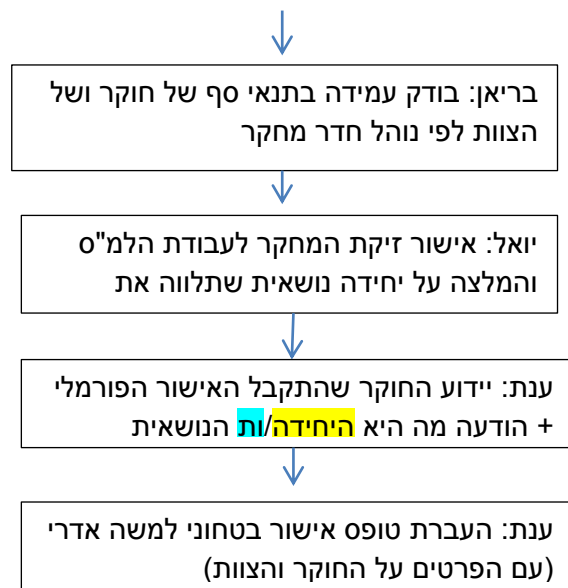 בריאן: בודק עמידה בתנאי סף של חוקר ושל
הצוות לפי נוהל חדר מחקר
יואל: אישור זיקת המחקר לעבודת הלמ"ס
והמלצה על יחידה נושאית שתלווה את
ענת: יידוע החוקר שהתקבל האישור הפורמלי
+ הודעה מה היא היחידה/ות הנושאית
ענת: העברת טופס אישור בטחוני למשה אדרי
(עם הפרטים על החוקר והצוות)